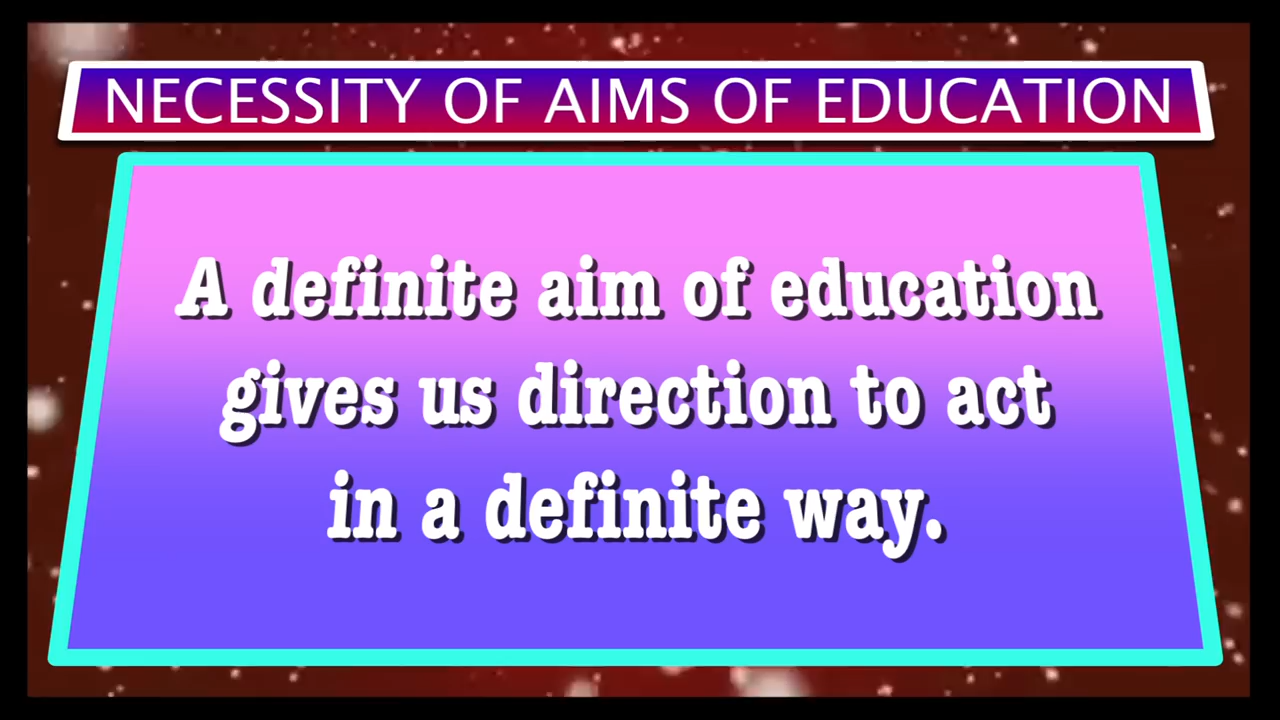 NECESSITY OF AIMS OF EDUCATION
A definite aim of education
gives us direction to act
in a definite way.